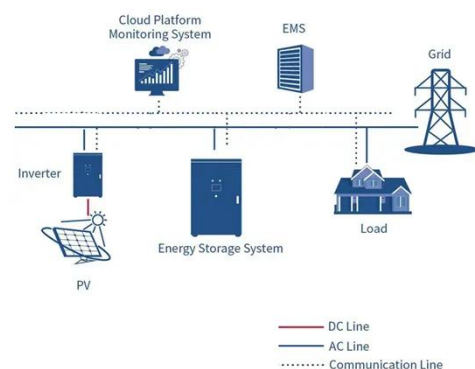 Cloud Platform
Monitoring System
EMS
Grid
Inverter
Energy Storage System
Load
PV
DC Line
AC Line
Communication Line